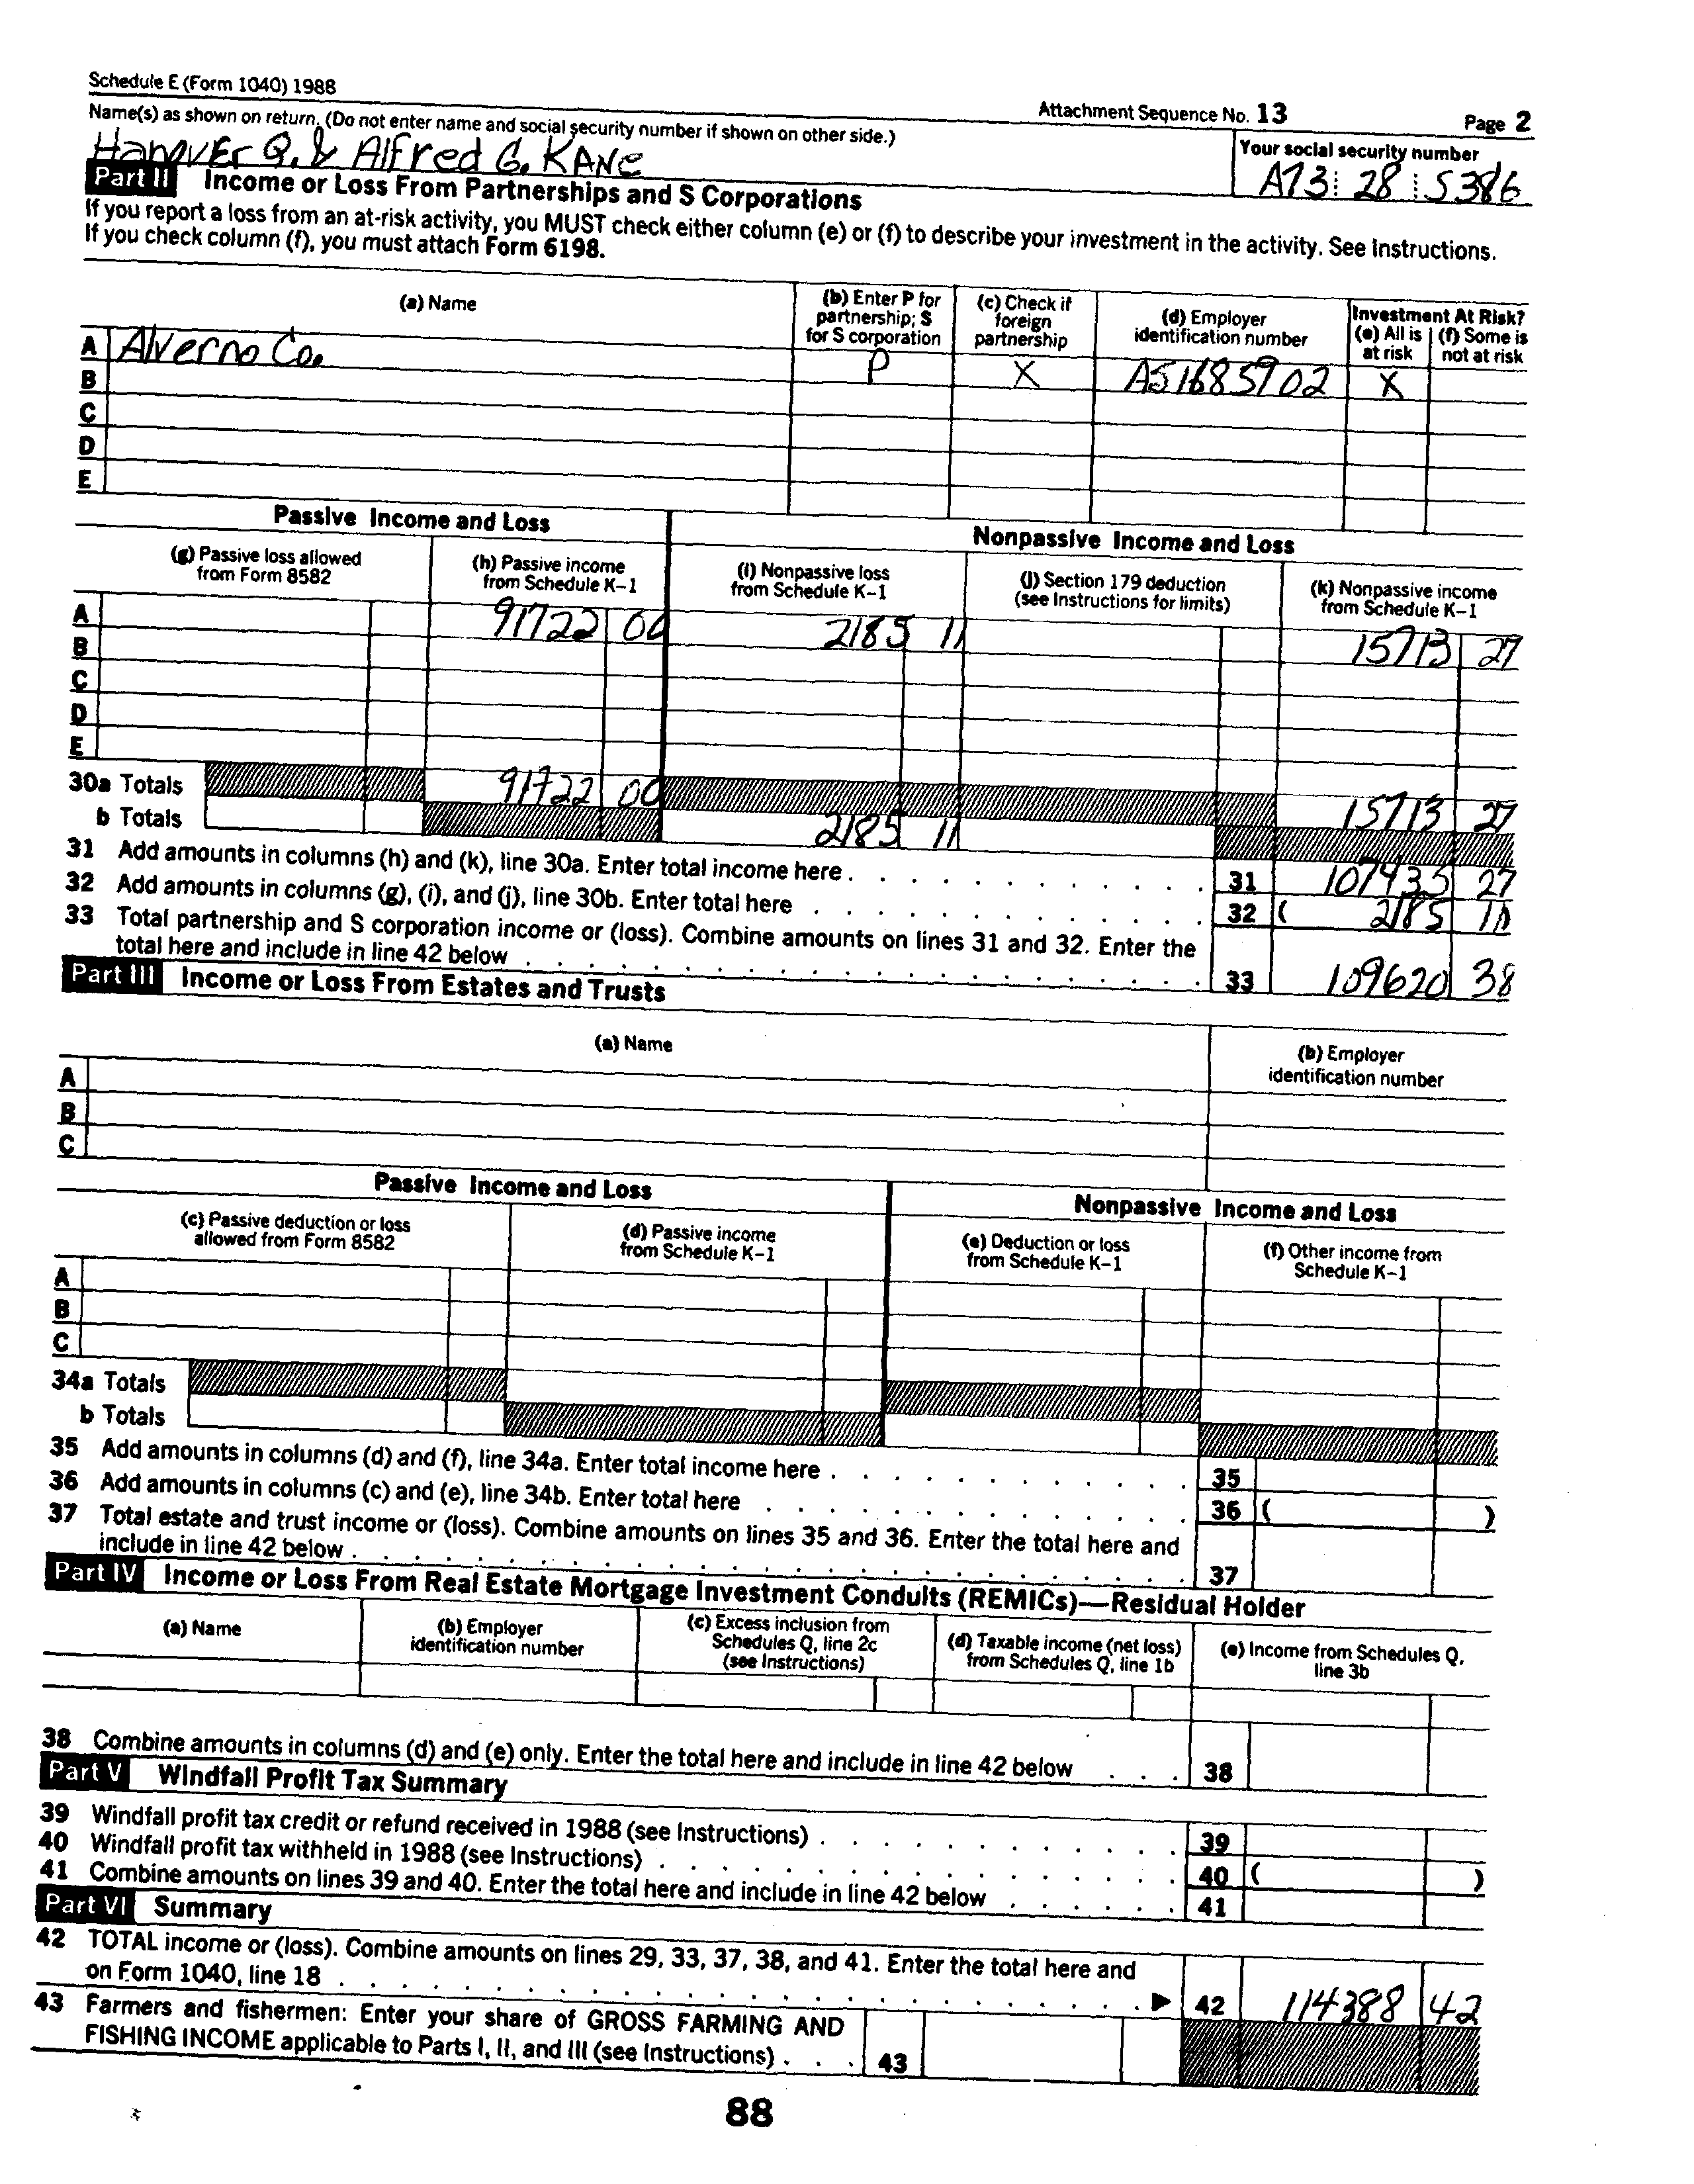 Schedule E (Form 1040) 1988
Attachment Sequence No. 13 Page 2
Name(s) as shown on return. (Do not enter name and social security number if shown on other side.)
Your social security number
Hanover Q. & Alfred G. KANE
A73 28 5386
Part II Income or Loss From Partnerships and S Corporations
If you report a loss from an at-risk activity, you MUST check either column (e) or (f) to describe your investment in the activity. See Instructions.
If you check column (f), you must attach Form 6198.
(a) Name
(b) Enter P for partnership; S for S corporation
(c) Check if foreign partnership
(d) Employer identification number
Investment At Risk?
(e) All is at risk
(f) Some is not at risk
A Alverno Co. P X A51685902 X
B
C
D
E
Passive Income and Loss
Nonpassive Income and Loss
(g) Passive loss allowed from Form 8582
(h) Passive income from Schedule K-1
(i) Nonpassive loss from Schedule K-1
(j) Section 179 deduction (see Instructions for limits)
(k) Nonpassive income from Schedule K-1
A 91722 00 2185 11 15713 27
B
C
D
E
30a Totals 91722 00 15713 27
b Totals 2185 11
31 Add amounts in columns (h) and (k), line 30a. Enter total income here . 31 107435 27
32 Add amounts in columns (g), (i), and (j), line 30b. Enter total here . 32 ( 2185 11)
33 Total partnership and S corporation income or (loss). Combine amounts on lines 31 and 32. Enter the
total here and include in line 42 below . 33 109620 38
Part III Income or Loss From Estates and Trusts
(a) Name
(b) Employer identification number
A
B
C
Passive Income and Loss
Nonpassive Income and Loss
(c) Passive deduction or loss allowed from Form 8582
(d) Passive income from Schedule K-1
(e) Deduction or loss from Schedule K-1
(f) Other income from Schedule K-1
A
B
C
34a Totals
b Totals
35 Add amounts in columns (d) and (f), line 34a. Enter total income here . 35
36 Add amounts in columns (c) and (e), line 34b. Enter total here . 36 ( )
37 Total estate and trust income or (loss). Combine amounts on lines 35 and 36. Enter the total here and
include in line 42 below . 37
Part IV Income or Loss From Real Estate Mortgage Investment Conduits (REMICs)—Residual Holder
(a) Name
(b) Employer identification number
(c) Excess inclusion from Schedules Q, line 2c (see Instructions)
(d) Taxable income (net loss) from Schedules Q, line 1b
(e) Income from Schedules Q, line 3b
38 Combine amounts in columns (d) and (e) only. Enter the total here and include in line 42 below . . . 38
Part V Windfall Profit Tax Summary
39 Windfall profit tax credit or refund received in 1988 (see Instructions) . 39
40 Windfall profit tax withheld in 1988 (see Instructions) . 40 ( )
41 Combine amounts on lines 39 and 40. Enter the total here and include in line 42 below . 41
Part VI Summary
42 TOTAL income or (loss). Combine amounts on lines 29, 33, 37, 38, and 41. Enter the total here and
on Form 1040, line 18 . ▶ 42 114388 42
43 Farmers and fishermen: Enter your share of GROSS FARMING AND
FISHING INCOME applicable to Parts I, II, and III (see Instructions) . . . 43
88